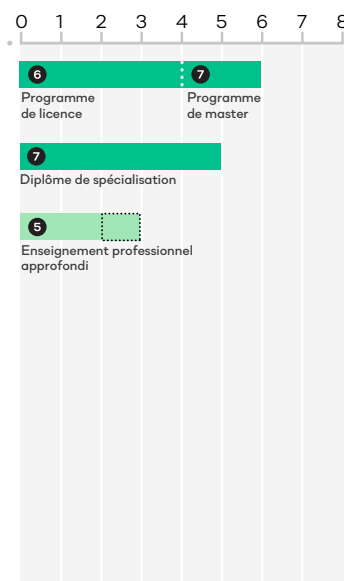 0 1 2 3 4 5 6 7 8
6 7
Programme Programme
de licence de master
7
Diplôme de spécialisation
5
Enseignement professionnel
approfondi